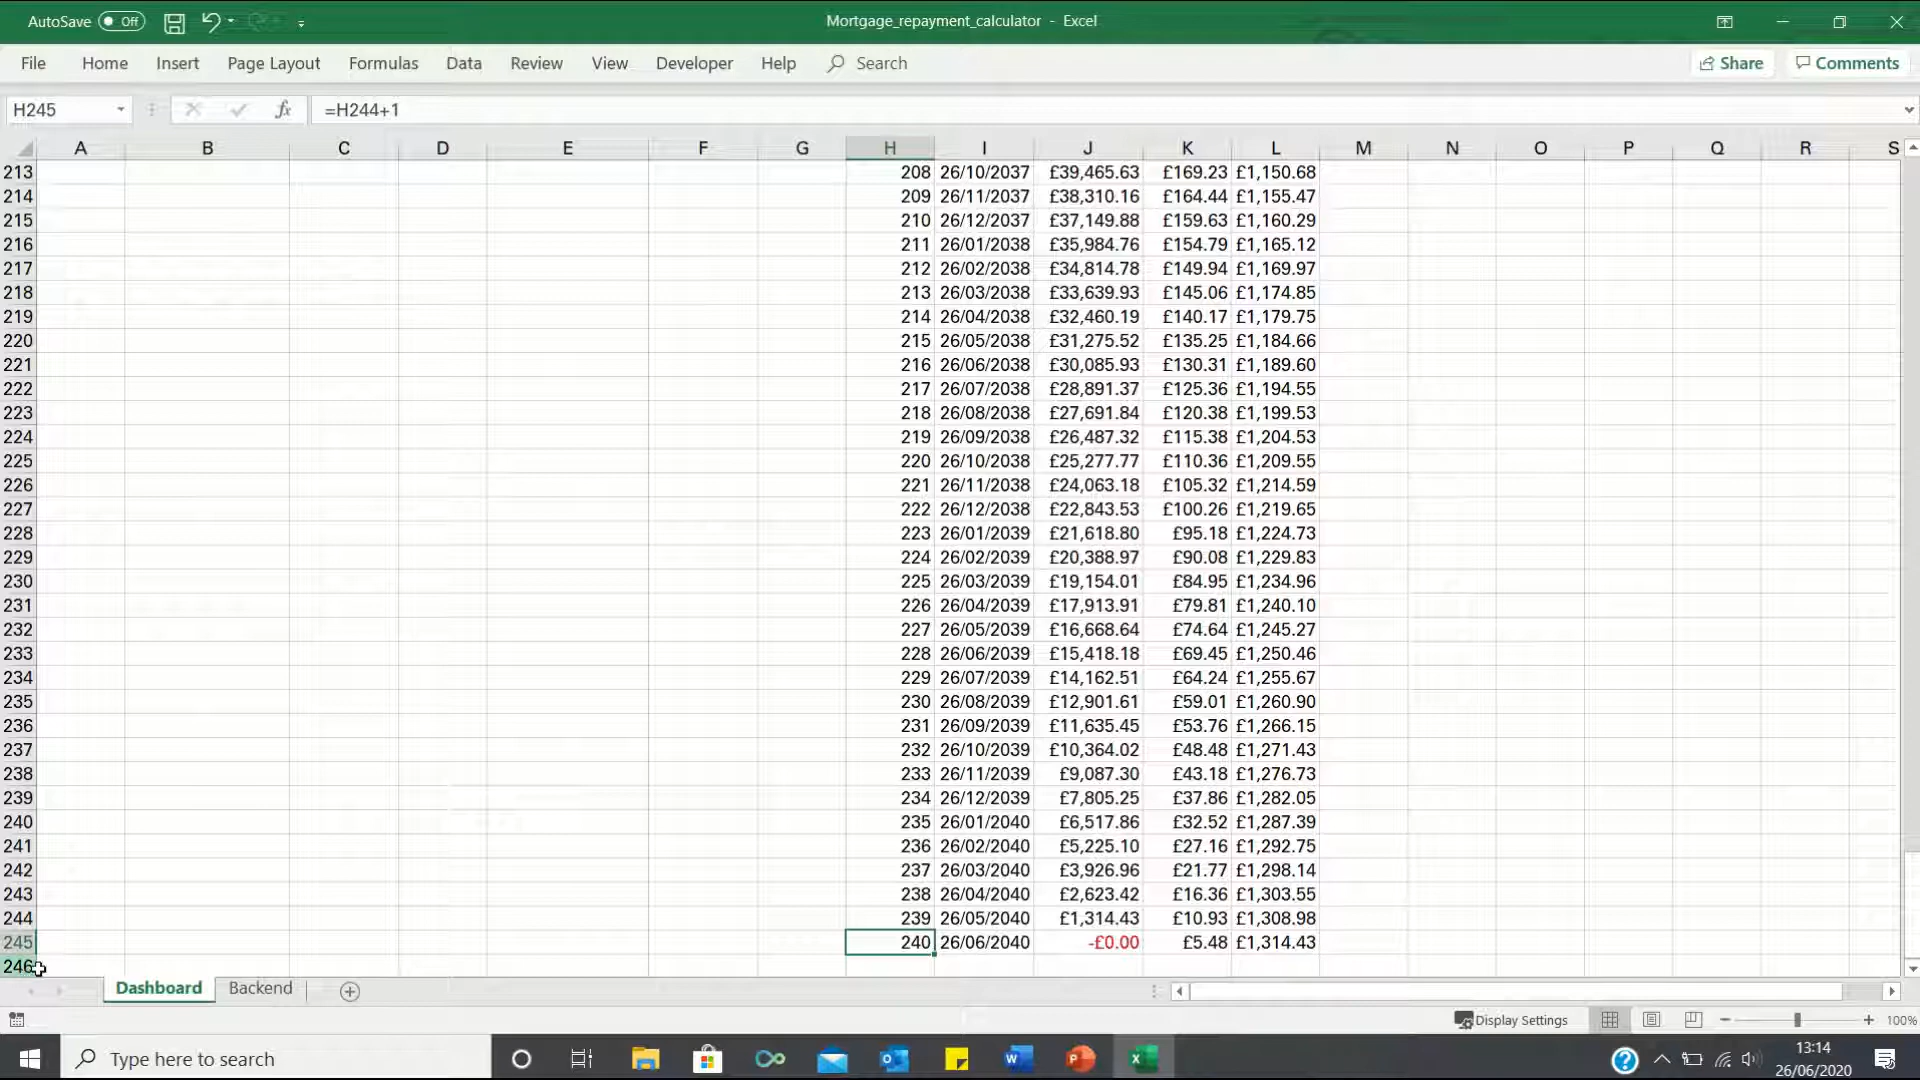 AutoSave Off Mortgage_repayment_calculator - Excel
File Home Insert Page Layout Formulas Data Review View Developer Help Search Share Comments
H245 fx =H244+1
A B C D E F G H I J K L M N O P Q R S
213 208 26/10/2037 £39,465.63 £169.23 £1,150.68
214 209 26/11/2037 £38,310.16 £164.44 £1,155.47
215 210 26/12/2037 £37,149.88 £159.63 £1,160.29
216 211 26/01/2038 £35,984.76 £154.79 £1,165.12
217 212 26/02/2038 £34,814.78 £149.94 £1,169.97
218 213 26/03/2038 £33,639.93 £145.06 £1,174.85
219 214 26/04/2038 £32,460.19 £140.17 £1,179.75
220 215 26/05/2038 £31,275.52 £135.25 £1,184.66
221 216 26/06/2038 £30,085.93 £130.31 £1,189.60
222 217 26/07/2038 £28,891.37 £125.36 £1,194.55
223 218 26/08/2038 £27,691.84 £120.38 £1,199.53
224 219 26/09/2038 £26,487.32 £115.38 £1,204.53
225 220 26/10/2038 £25,277.77 £110.36 £1,209.55
226 221 26/11/2038 £24,063.18 £105.32 £1,214.59
227 222 26/12/2038 £22,843.53 £100.26 £1,219.65
228 223 26/01/2039 £21,618.80 £95.18 £1,224.73
229 224 26/02/2039 £20,388.97 £90.08 £1,229.83
230 225 26/03/2039 £19,154.01 £84.95 £1,234.96
231 226 26/04/2039 £17,913.91 £79.81 £1,240.10
232 227 26/05/2039 £16,668.64 £74.64 £1,245.27
233 228 26/06/2039 £15,418.18 £69.45 £1,250.46
234 229 26/07/2039 £14,162.51 £64.24 £1,255.67
235 230 26/08/2039 £12,901.61 £59.01 £1,260.90
236 231 26/09/2039 £11,635.45 £53.76 £1,266.15
237 232 26/10/2039 £10,364.02 £48.48 £1,271.43
238 233 26/11/2039 £9,087.30 £43.18 £1,276.73
239 234 26/12/2039 £7,805.25 £37.86 £1,282.05
240 235 26/01/2040 £6,517.86 £32.52 £1,287.39
241 236 26/02/2040 £5,225.10 £27.16 £1,292.75
242 237 26/03/2040 £3,926.96 £21.77 £1,298.14
243 238 26/04/2040 £2,623.42 £16.36 £1,303.55
244 239 26/05/2040 £1,314.43 £10.93 £1,308.98
245 240 26/06/2040 -£0.00 £5.48 £1,314.43
246
Dashboard Backend
Display Settings 100%
Type here to search 13:14
26/06/2020